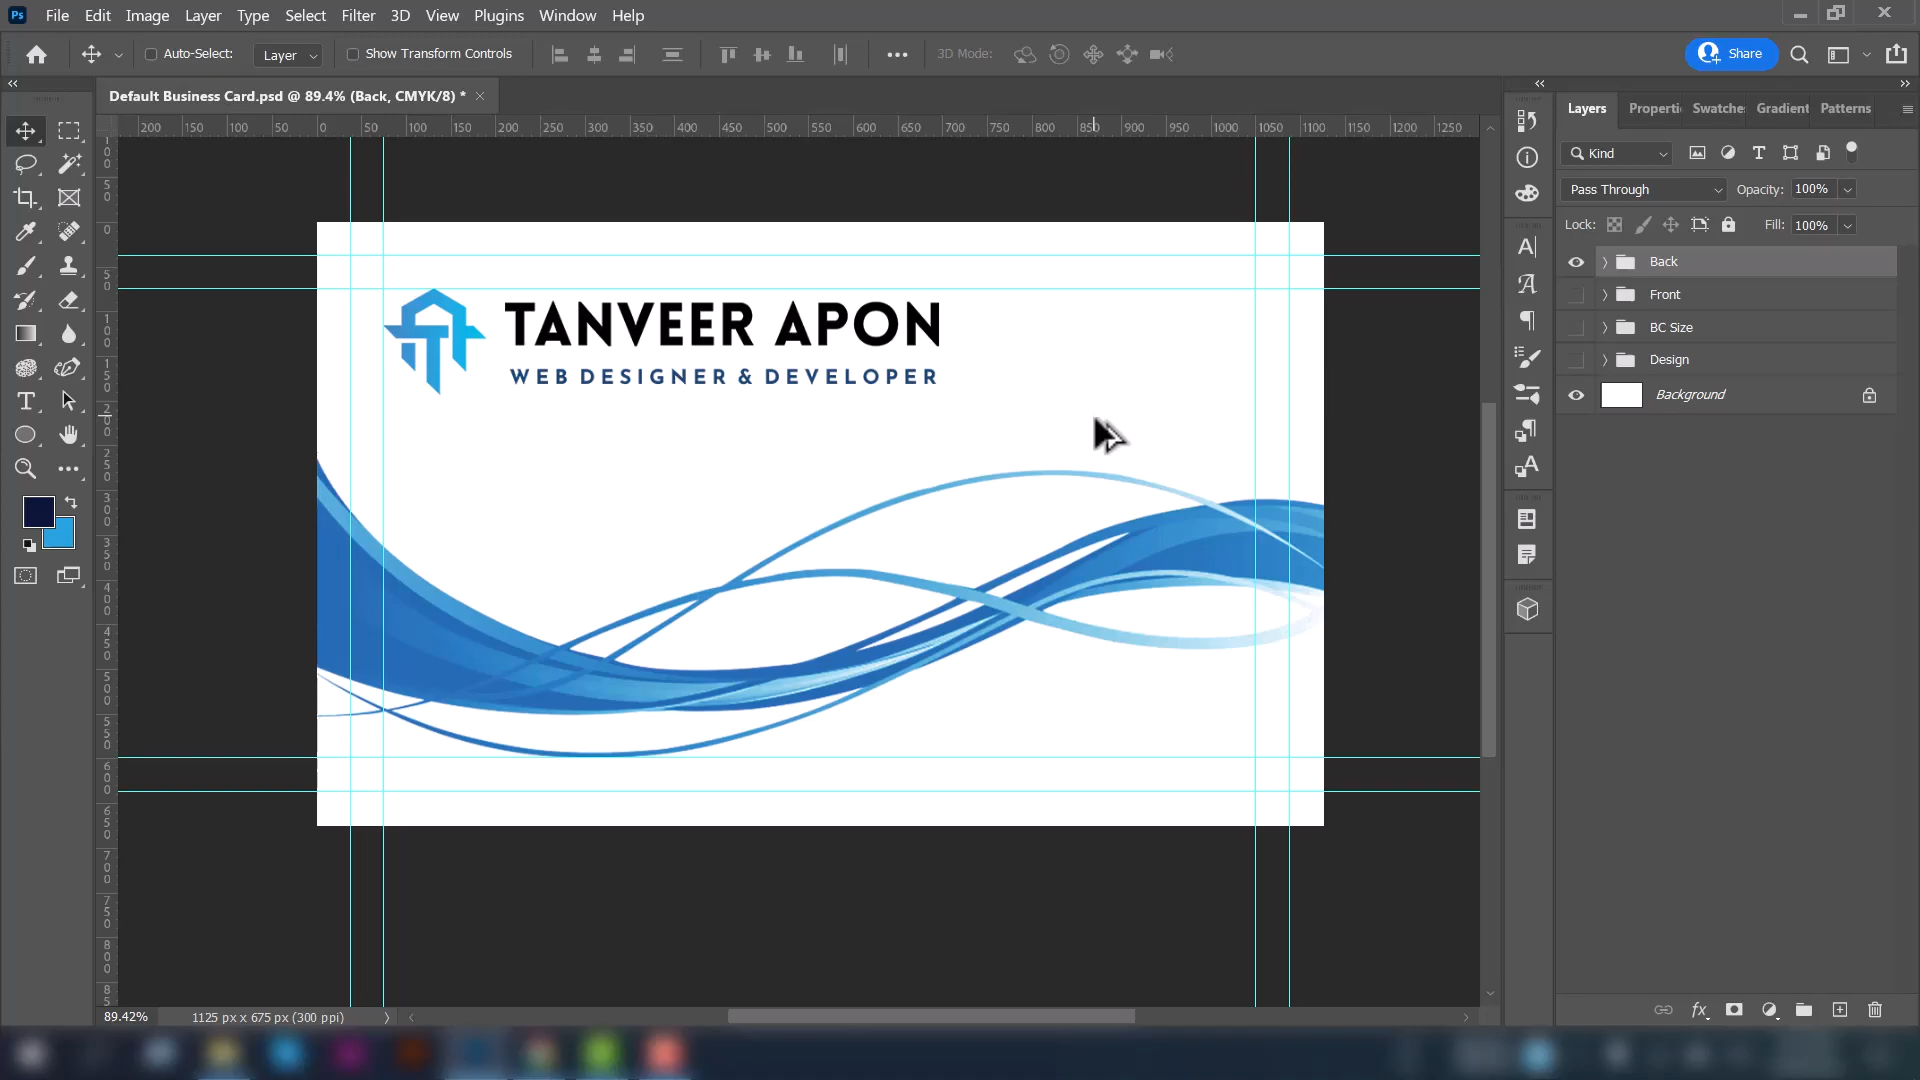 Ps File Edit Image Layer Type Select Filter 3D View Plugins Window Help
Auto-Select: Layer Show Transform Controls 3D Mode: Share
Default Business Card.psd @ 89.4% (Back, CMYK/8) *
200 150 100 50 0 50 100 150 200 250 300 350 400 450 500 550 600 650 700 750 800 850 900 950 1000 1050 1100 1150 1200 1250
Layers Properti Swatche Gradient Patterns
Kind
Pass Through Opacity: 100%
Lock: Fill: 100%
Back
Front
BC Size
Design
Background
TANVEER APON
WEB DESIGNER & DEVELOPER
89.42% 1125 px x 675 px (300 ppi)